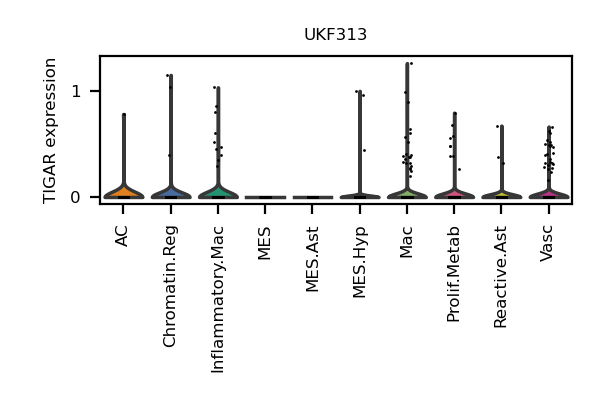 UKF313
TIGAR expression
1
0
AC
Chromatin.Reg
Inflammatory.Mac
MES
MES.Ast
MES.Hyp
Mac
Prolif.Metab
Reactive.Ast
Vasc